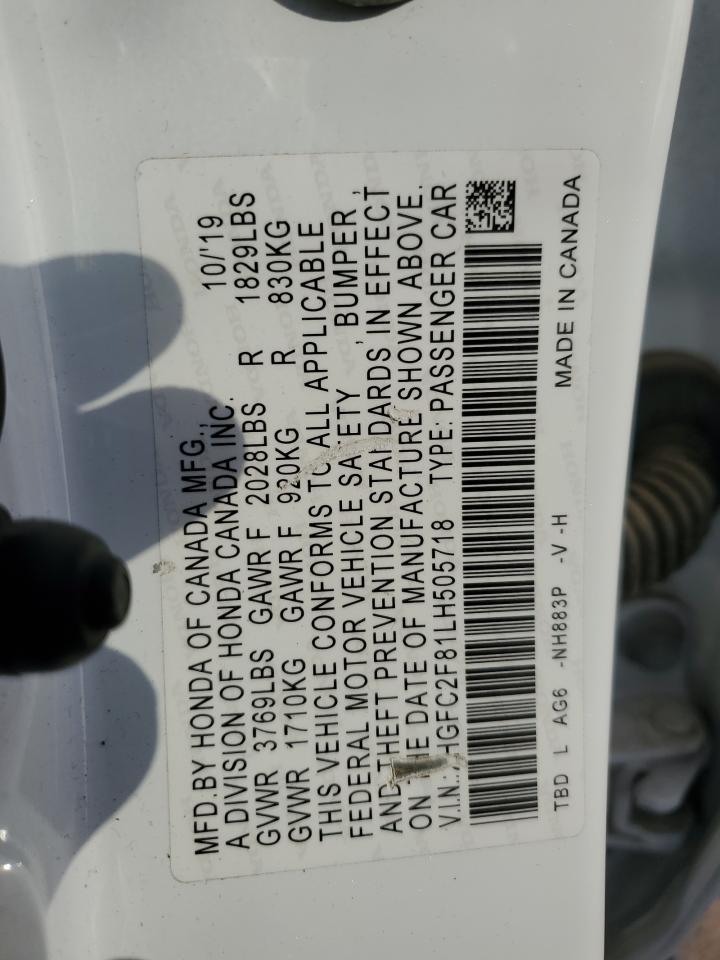 MFD.BY HONDA OF CANADA MFG., 10/'19
A DIVISION OF HONDA CANADA INC.
GVWR 3769LBS GAWR F 2028LBS R 1829LBS
GVWR 1710KG GAWR F 920KG R 830KG
THIS VEHICLE CONFORMS TO ALL APPLICABLE
FEDERAL MOTOR VEHICLE SAFETY , BUMPER ,
AND THEFT PREVENTION STANDARDS IN EFFECT
ON THE DATE OF MANUFACTURE SHOWN ABOVE.
V.I.N.: HGFC2F81LH505718 TYPE: PASSENGER CAR
TBD L AG6 -NH883P -V -H MADE IN CANADA